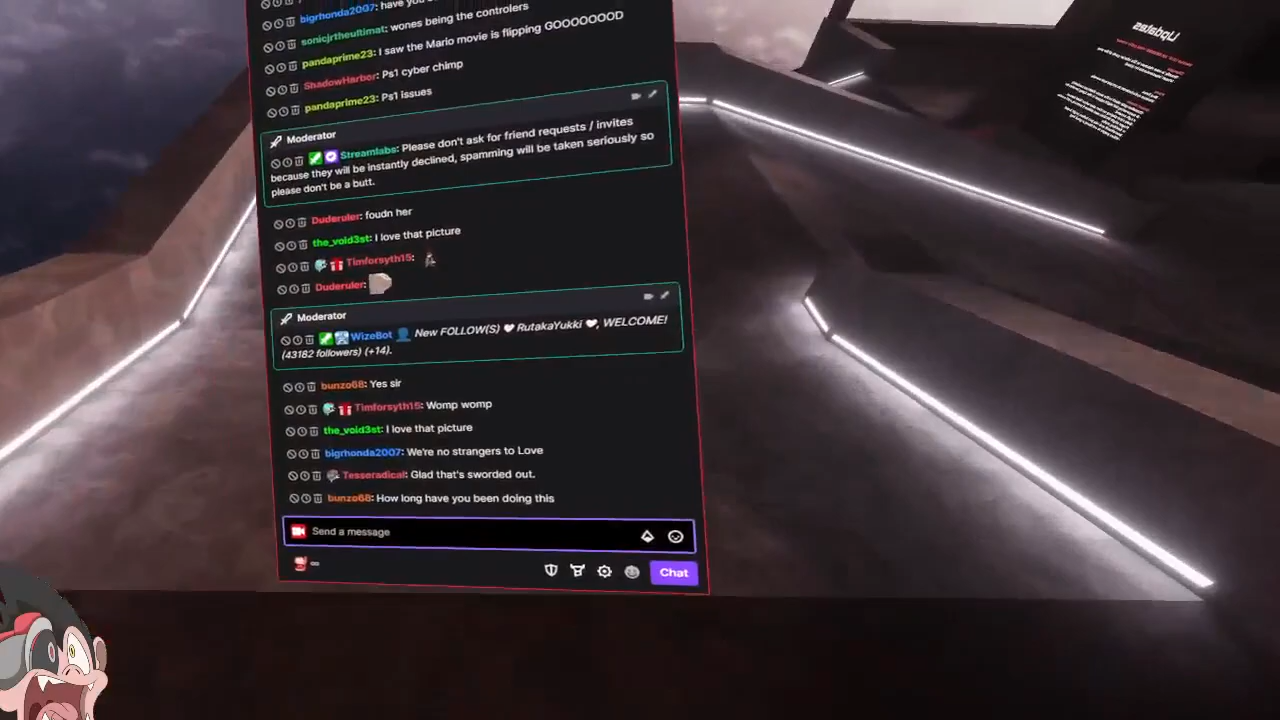 bigrhonda2007: have you
sonicjrtheultimat: wones being the controlers
pandaprime23: I saw the Mario movie is flipping GOOOOOOOD
ShadowHarbor: Ps1 cyber chimp
pandaprime23: Ps1 issues
Moderator
Streamlabs: Please don't ask for friend requests / invites
because they will be instantly declined, spamming will be taken seriously so
please don't be a butt.
Duderuler: foudn her
the_void3st: I love that picture
Timforsyth15:
Duderuler:
Moderator
WizeBot New FOLLOW(S) ❤ RutakaYukki ❤, WELCOME!
(43182 followers) (+14).
bunzo68: Yes sir
Timforsyth15: Womp womp
the_void3st: I love that picture
bigrhonda2007: We're no strangers to Love
Tesseradical: Glad that's sworded out.
bunzo68: How long have you been doing this
Send a message
Chat
Updates